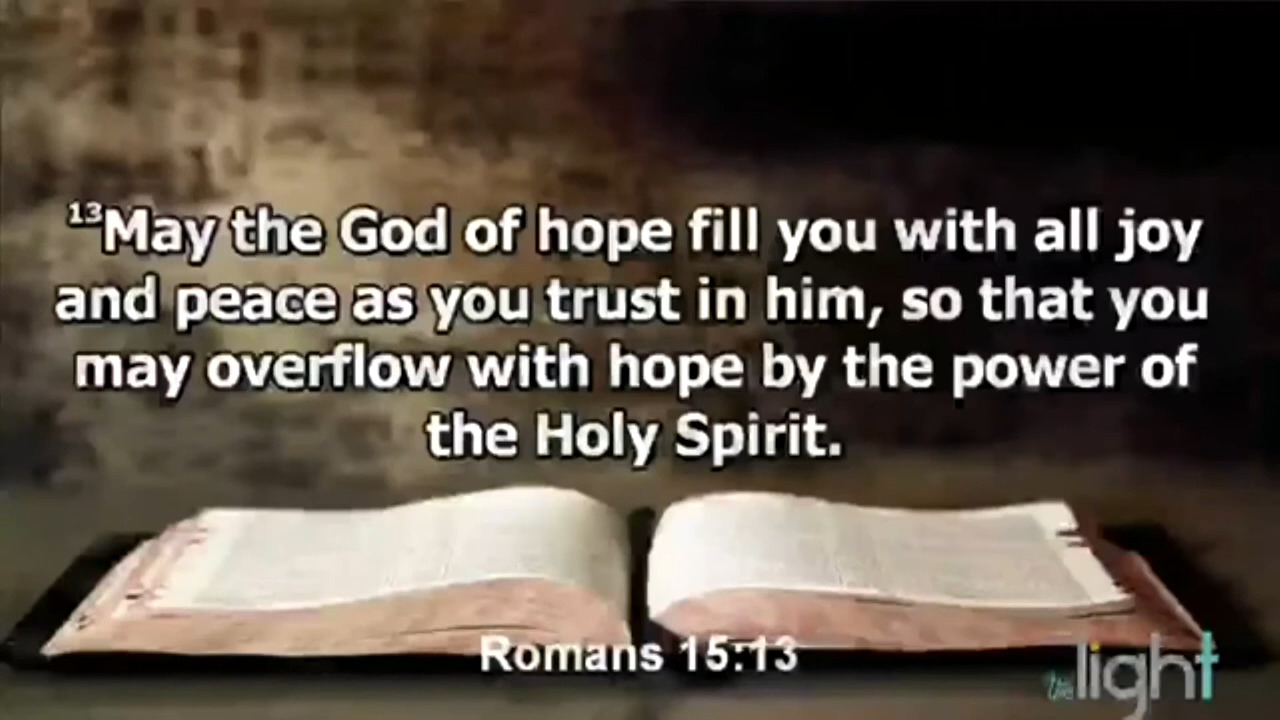 13May the God of hope fill you with all joy
and peace as you trust in him, so that you
may overflow with hope by the power of
the Holy Spirit.
Romans 15:13
the light